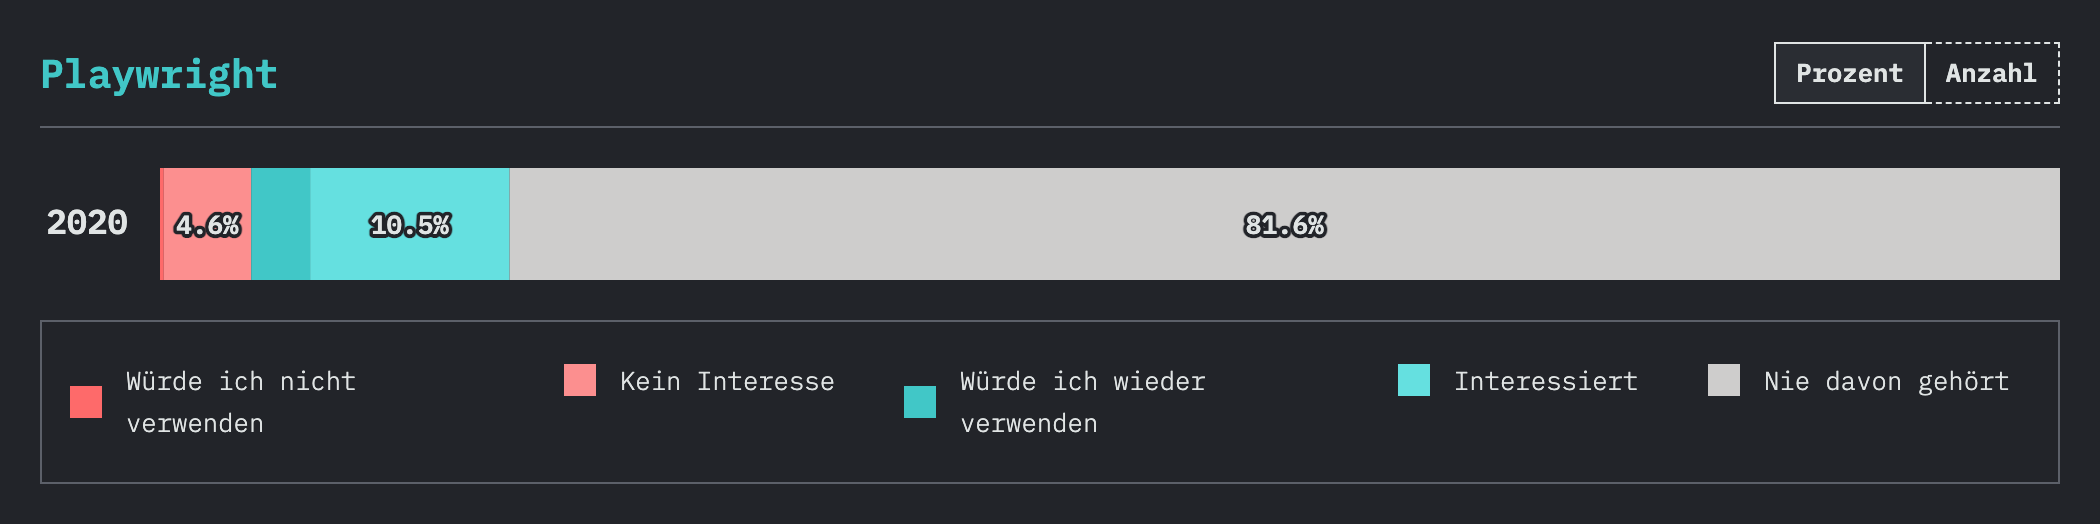 Playwright
Prozent Anzahl
2020 4.6% 10.5% 81.6%
Würde ich nicht
verwenden
Kein Interesse
Würde ich wieder
verwenden
Interessiert
Nie davon gehört